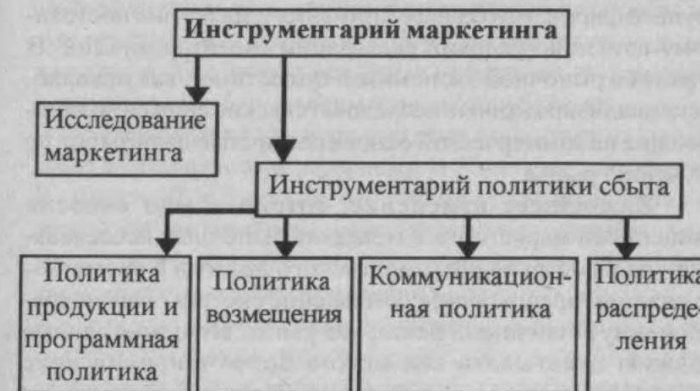 Инструментарий маркетинга
Исследование
маркетинга
Инструментарий политики сбыта
Политика
продукции и
программная
политика
Политика
возмещения
Коммуникацион-
ная политика
Политика
распреде-
ления